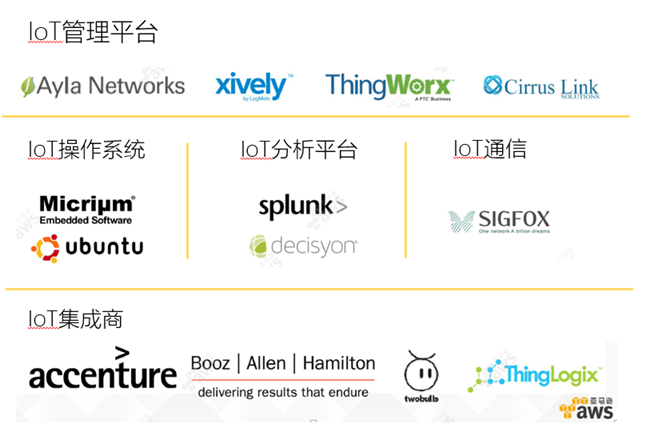 IoT管理平台
Ayla Networks
xively™
by LogMeIn
ThingWorx™
A PTC Business
Cirrus Link
SOLUTIONS
IoT操作系统
IoT分析平台
IoT通信
Micriµm®
Embedded Software
ubuntu
splunk>
decisyon
SIGFOX
One network A billion dreams
IoT集成商
accenture
Booz | Allen | Hamilton
delivering results that endure
twobulls
ThingLogix™
亚马逊
aws